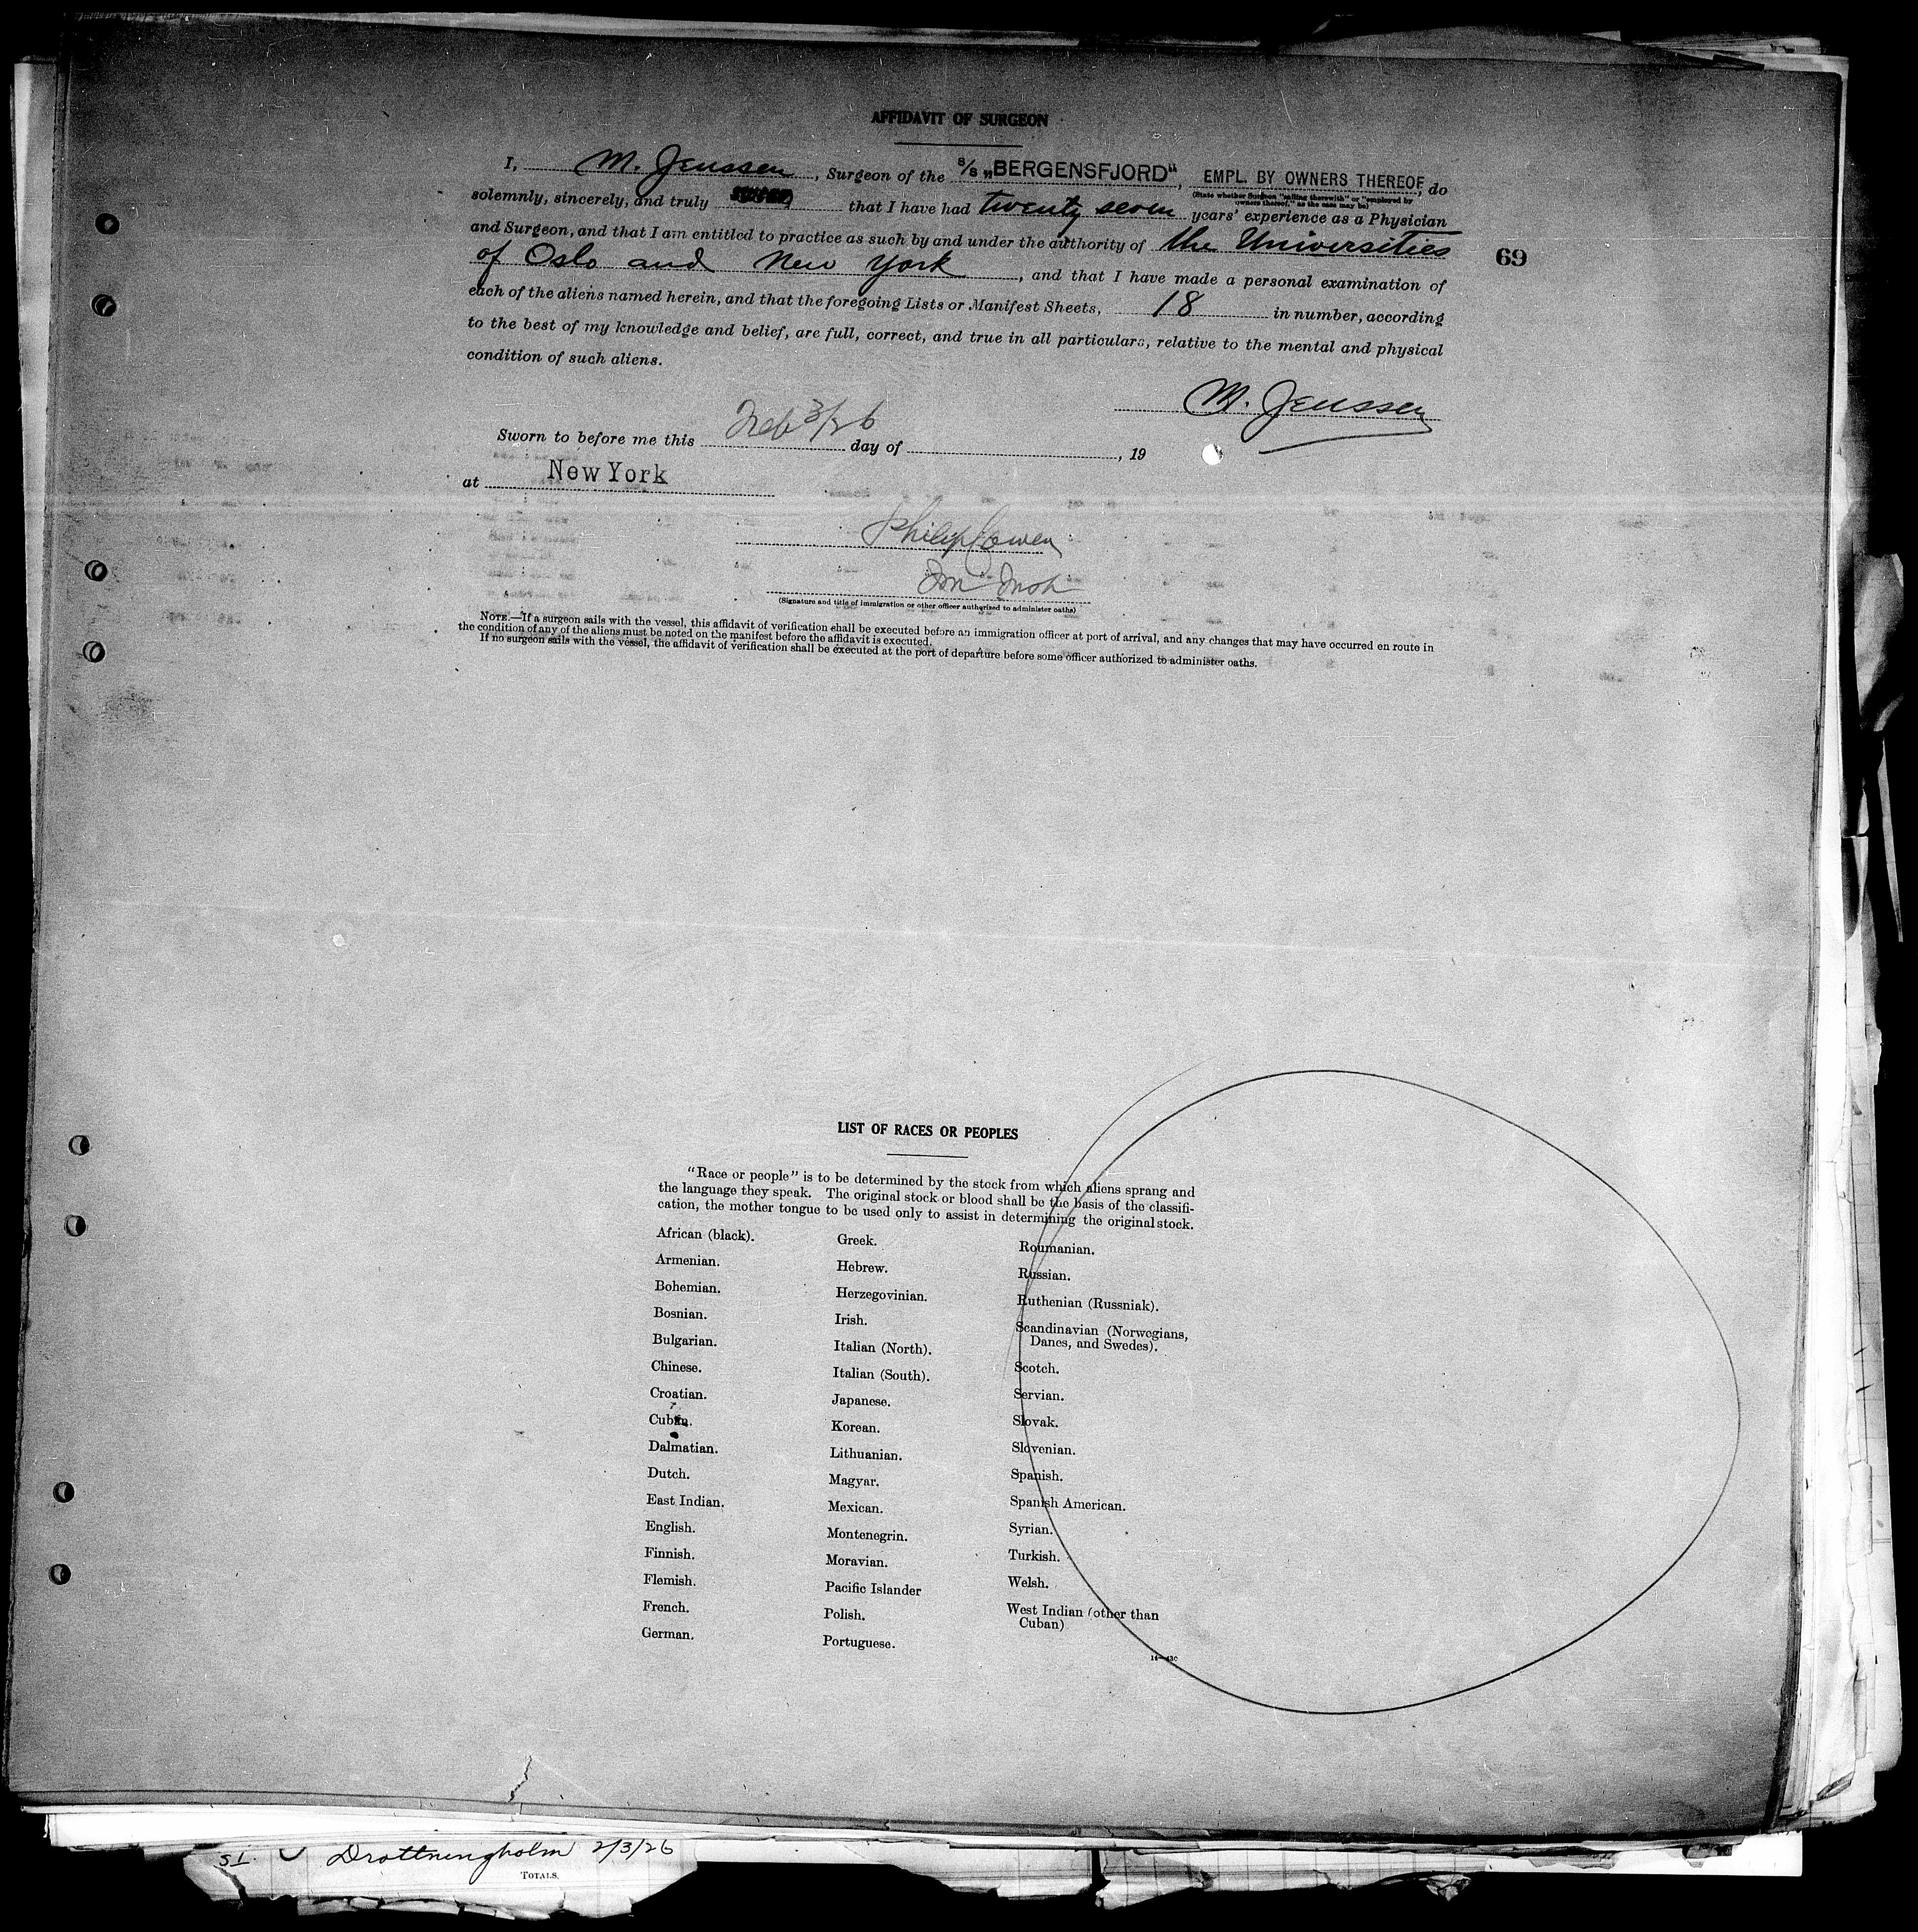 AFFIDAVIT OF SURGEON
I, M. Jenssen, Surgeon of the S/S „BERGENSFJORD", EMPL. BY OWNERS THEREOF, do
(State whether Surgeon "sailing therewith" or "employed by
owners thereof," as the case may be)
solemnly, sincerely, and truly that I have had twenty seven years' experience as a Physician
and Surgeon, and that I am entitled to practice as such by and under the authority of the Universities
69
of Oslo and New York, and that I have made a personal examination of
each of the aliens named herein, and that the foregoing Lists or Manifest Sheets, 18 in number, according
to the best of my knowledge and belief, are full, correct, and true in all particulars, relative to the mental and physical
condition of such aliens.
M. Jenssen
Sworn to before me this Feb 3/26 day of , 19
at New York
Philip Cowen
(Signature and title of immigration or other officer authorized to administer oaths)
NOTE.—If a surgeon sails with the vessel, this affidavit of verification shall be executed before an immigration officer at port of arrival, and any changes that may have occurred en route in
the condition of any of the aliens must be noted on the manifest before the affidavit is executed.
If no surgeon sails with the vessel, the affidavit of verification shall be executed at the port of departure before some officer authorized to administer oaths.
LIST OF RACES OR PEOPLES
"Race or people" is to be determined by the stock from which aliens sprang and
the language they speak. The original stock or blood shall be the basis of the classifi-
cation, the mother tongue to be used only to assist in determining the original stock.
African (black).
Armenian.
Bohemian.
Bosnian.
Bulgarian.
Chinese.
Croatian.
Cuban.
Dalmatian.
Dutch.
East Indian.
English.
Finnish.
Flemish.
French.
German.
Greek.
Hebrew.
Herzegovinian.
Irish.
Italian (North).
Italian (South).
Japanese.
Korean.
Lithuanian.
Magyar.
Mexican.
Montenegrin.
Moravian.
Pacific Islander
Polish.
Portuguese.
Roumanian.
Russian.
Ruthenian (Russniak).
Scandinavian (Norwegians,
Danes, and Swedes).
Scotch.
Servian.
Slovak.
Slovenian.
Spanish.
Spanish American.
Syrian.
Turkish.
Welsh.
West Indian (other than
Cuban)
Drottningholm 2/3/26
TOTALS.